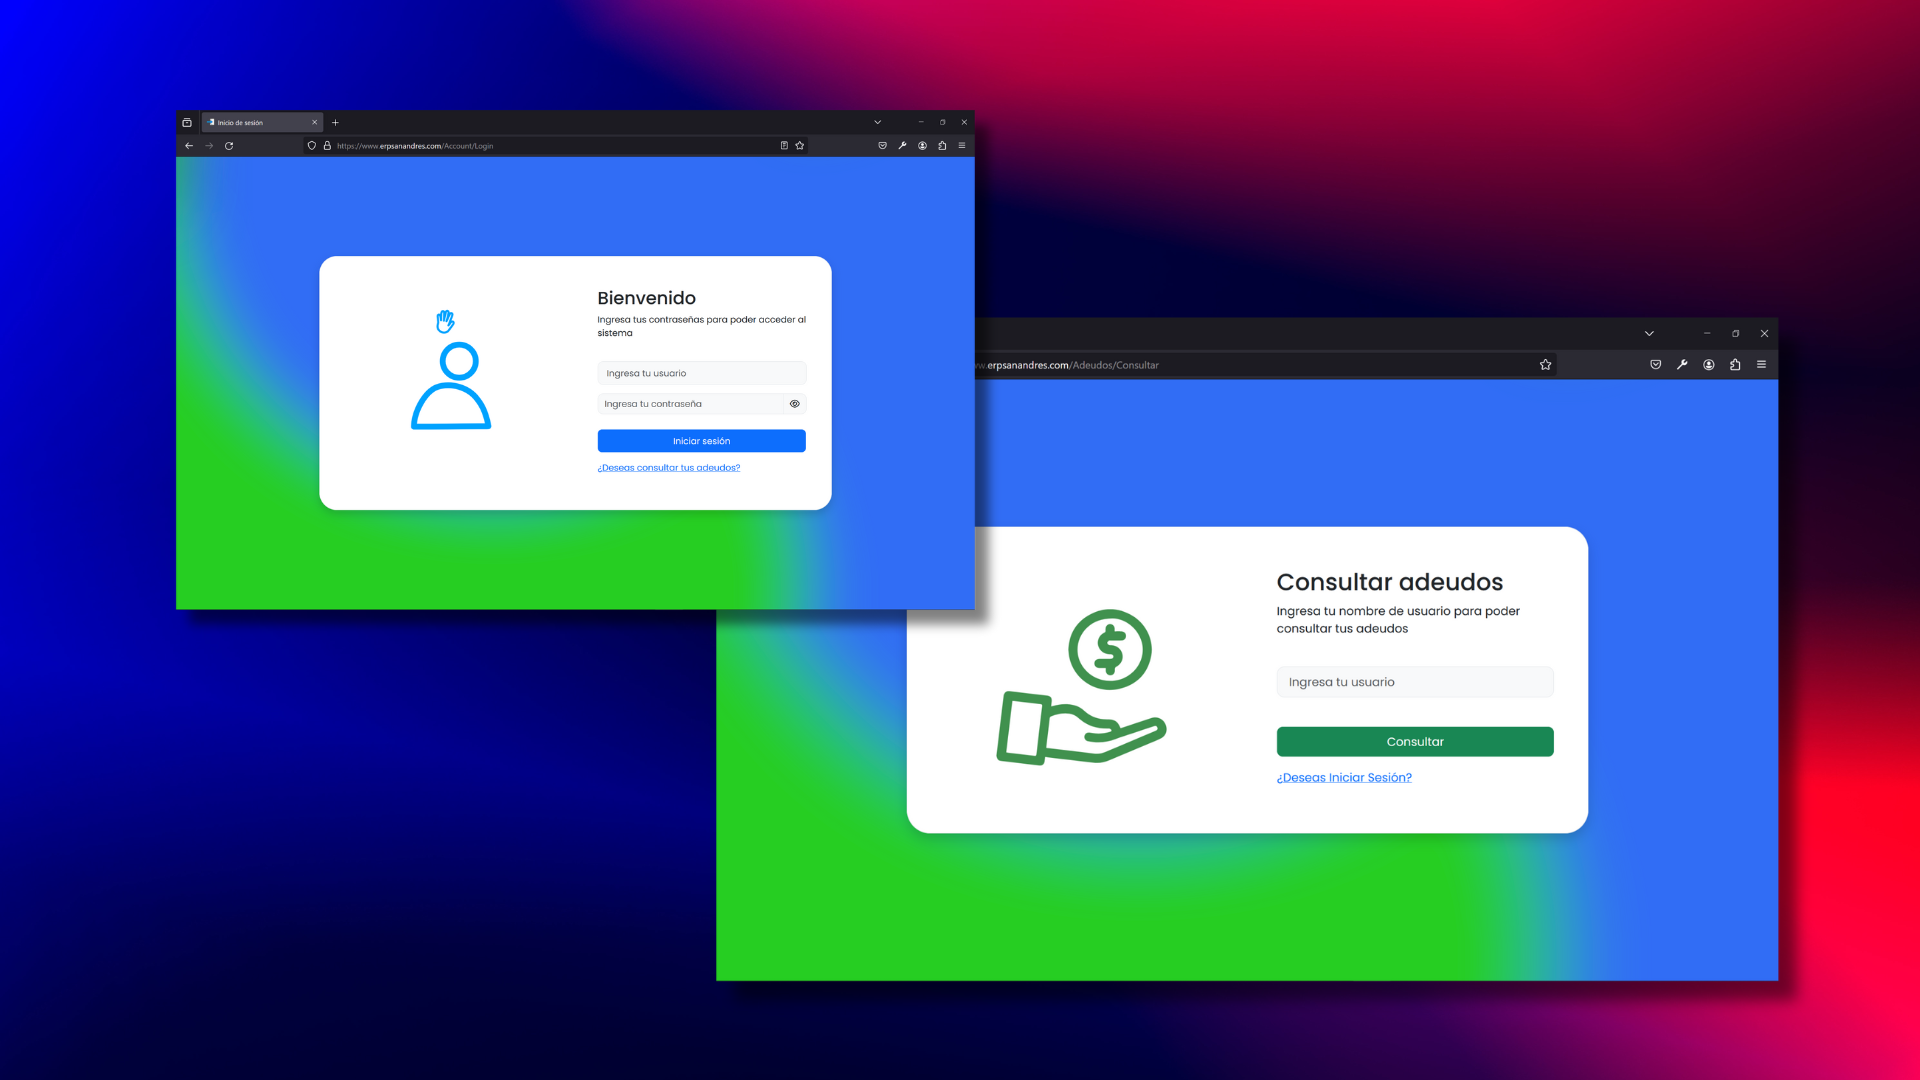 Inicio de sesión
https://www.erpsanandres.com/Account/Login
Bienvenido
Ingresa tus contraseñas para poder acceder al
sistema
Ingresa tu usuario
Ingresa tu contraseña
Iniciar sesión
¿Deseas consultar tus adeudos?
w.erpsanandres.com/Adeudos/Consultar
Consultar adeudos
Ingresa tu nombre de usuario para poder
consultar tus adeudos
$
Ingresa tu usuario
Consultar
¿Deseas Iniciar Sesión?